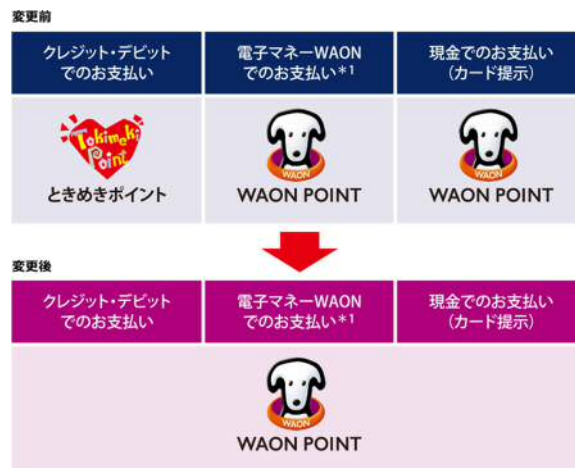 変更前
クレジット・デビット
でのお支払い
電子マネーWAON
でのお支払い*1
現金でのお支払い
(カード提示)
Tokimeki
Point
ときめきポイント
WAON
WAON POINT
WAON
WAON POINT
変更後
クレジット・デビット
でのお支払い
電子マネーWAON
でのお支払い*1
現金でのお支払い
(カード提示)
WAON
WAON POINT